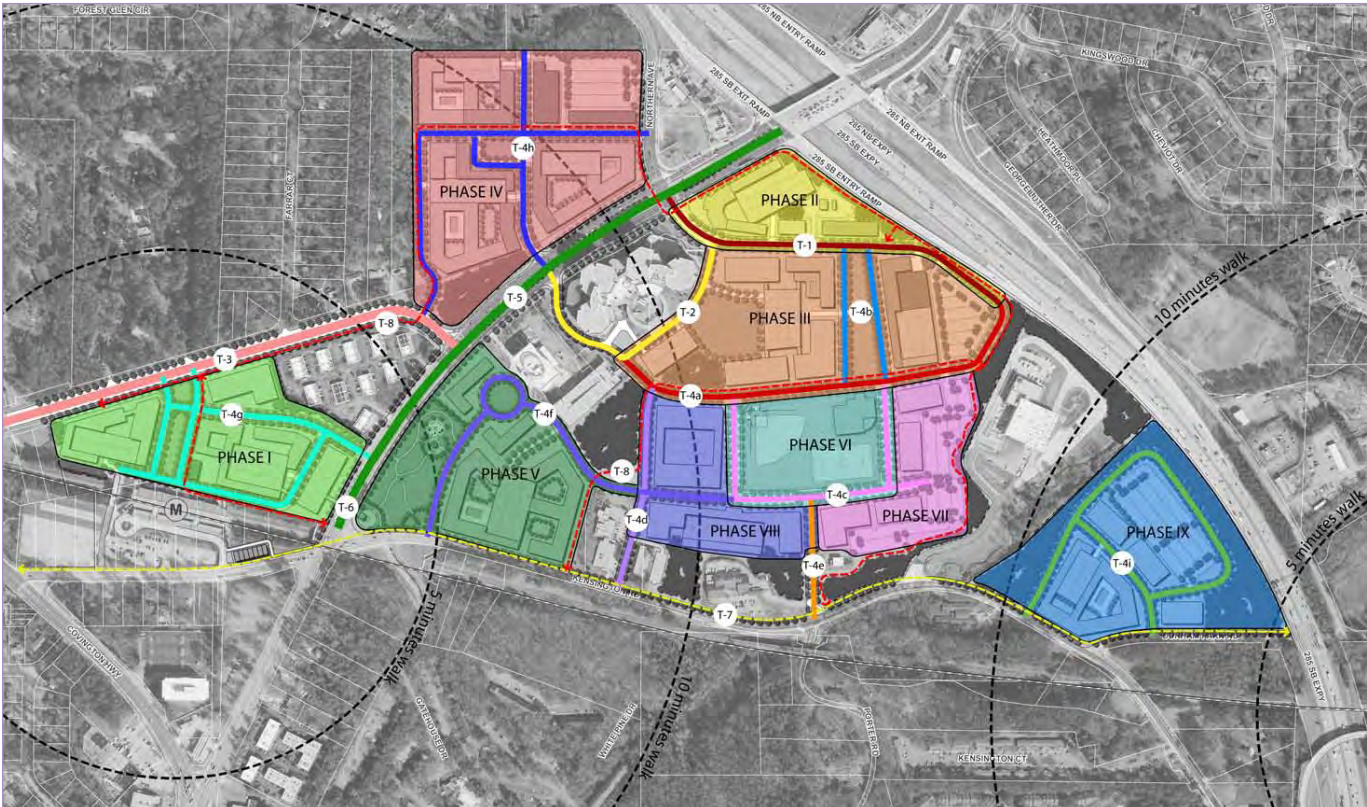 FOREST GLEN CIR
285 NB ENTRY RAMP
KINGSWOOD DR
285 SB EXIT RAMP
NORTHERN AVE
285 NB EXIT RAMP
285 NB EXPY
285 SB EXPY
HEATHMOOR PL
CHEVIOT DR
T-4h
285 SB ENTRY RAMP
FARRAR CT
PHASE IV
PHASE II
T-1
10 minutes walk
T-5
T-2
PHASE III
T-4b
T-8
T-3
T-4a
T-4g
T-4f
PHASE VI
PHASE I
PHASE V
T-8
T-4c
M
T-6
T-4d
PHASE VIII
PHASE VII
PHASE IX
5 minutes walk
T-4e
T-4i
KENSINGTON RD
T-7
5 minutes walk
COVINGTON HWY
10 minutes walk
285 SB EXPY
GATEHOUSE DR
WHITE PINE DR
PORTER RD
KENSINGTON CT